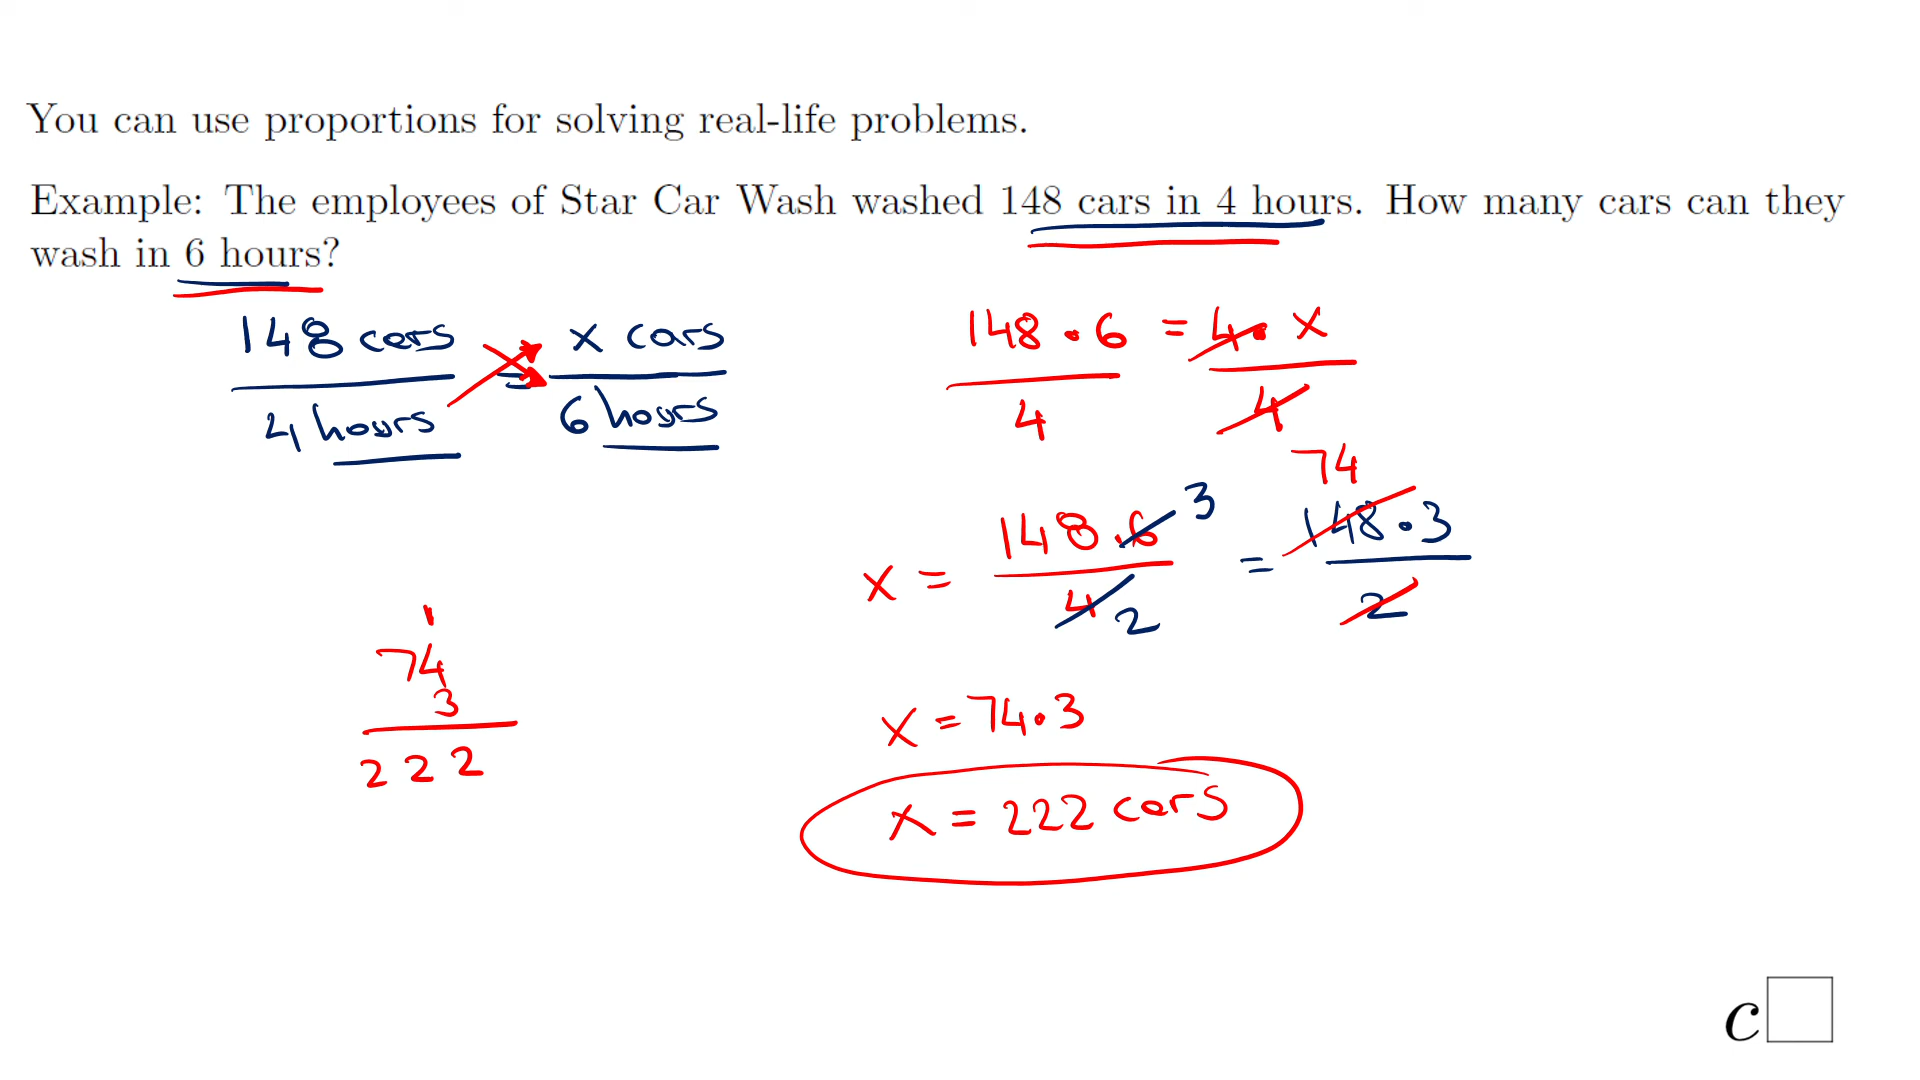 You can use proportions for solving real-life problems.
Example: The employees of Star Car Wash washed 148 cars in 4 hours. How many cars can they
wash in 6 hours?
148 cars = x cars
4 hours 6 hours
148 · 6 = 4 · x
4 4
74
x = 148 · 6 3 = 148 · 3
4 2 2
1
74
3
222
x = 74 · 3
x = 222 cars
c